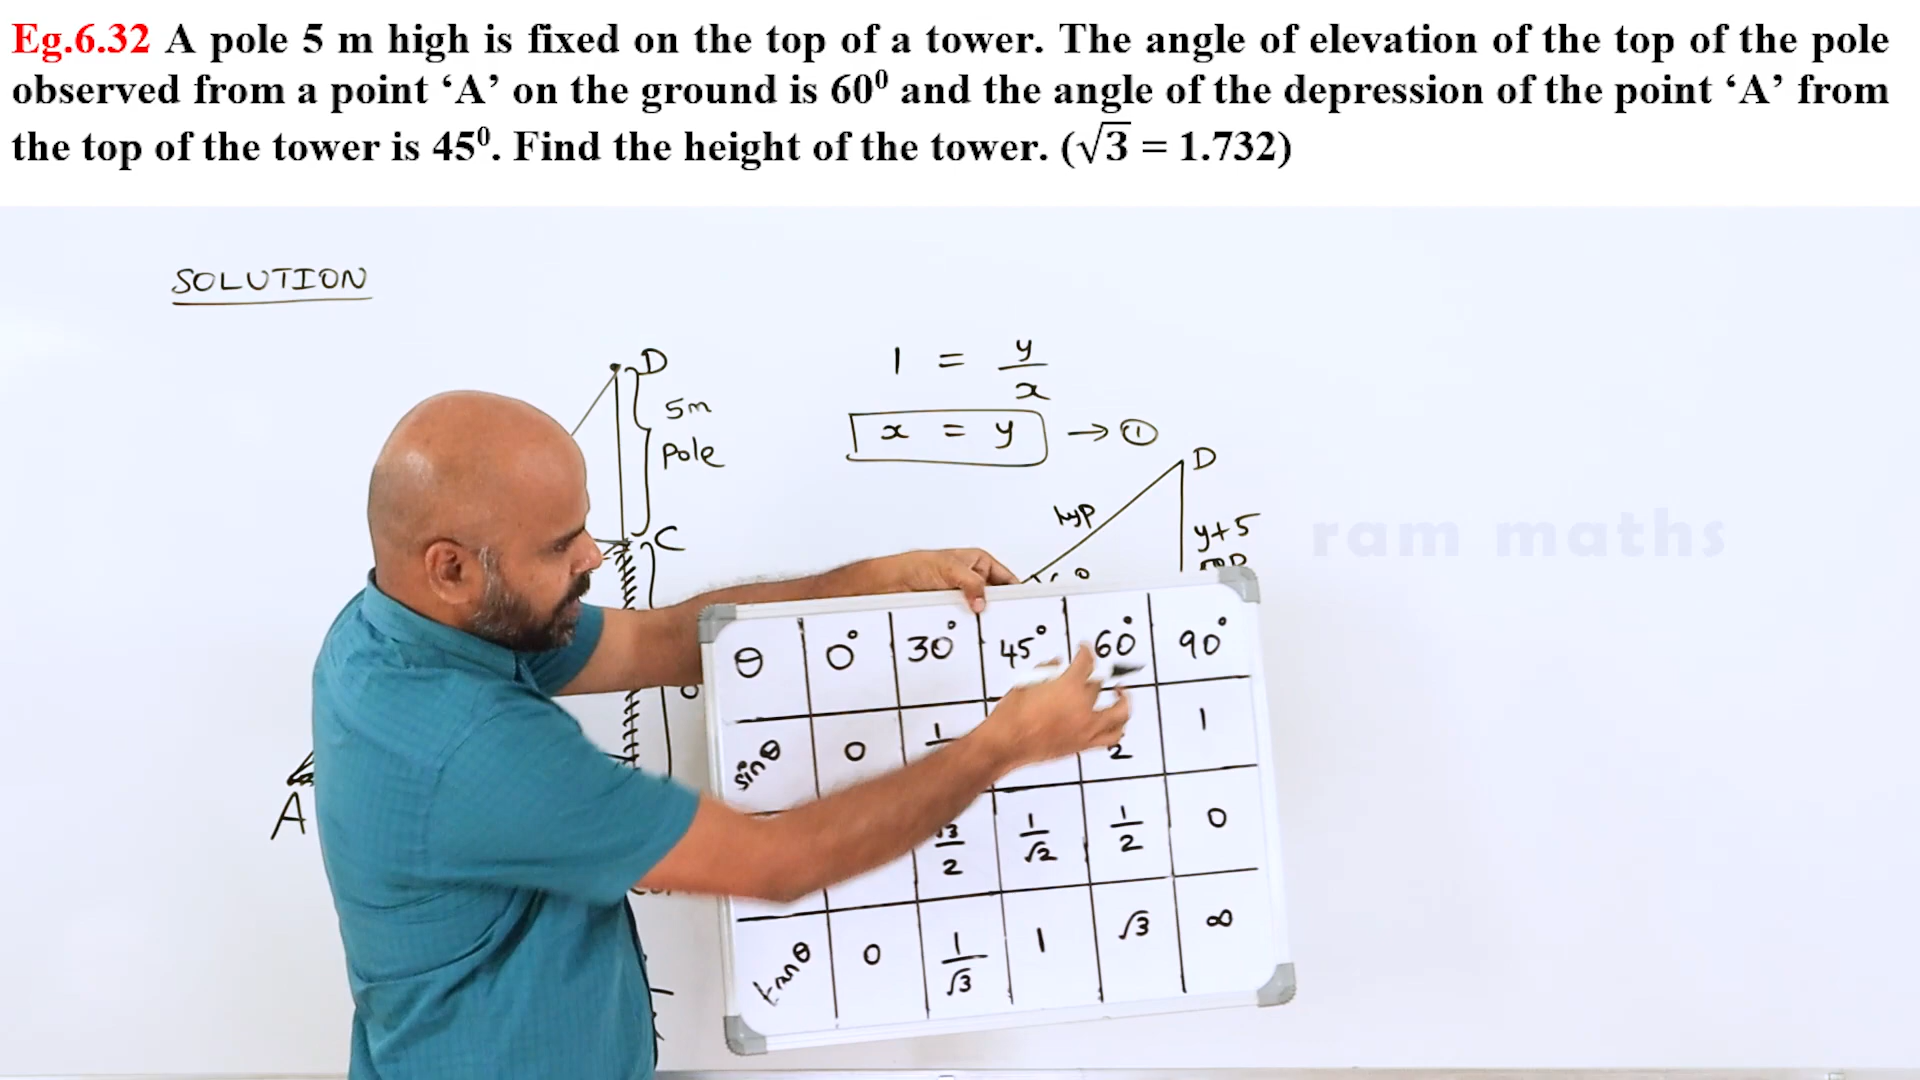 Eg.6.32 A pole 5 m high is fixed on the top of a tower. The angle of elevation of the top of the pole
observed from a point ‘A’ on the ground is 60⁰ and the angle of the depression of the point ‘A’ from
the top of the tower is 45⁰. Find the height of the tower. (√3 = 1.732)
SOLUTION
D
5m
Pole
C
A
1 = y/x
x = y → ①
D
hyp
y+5
ram maths
θ 0° 30° 45° 60° 90°
sinθ 0 1
1/√2 1/2 0
tanθ 0 1/√3 1 √3 ∞